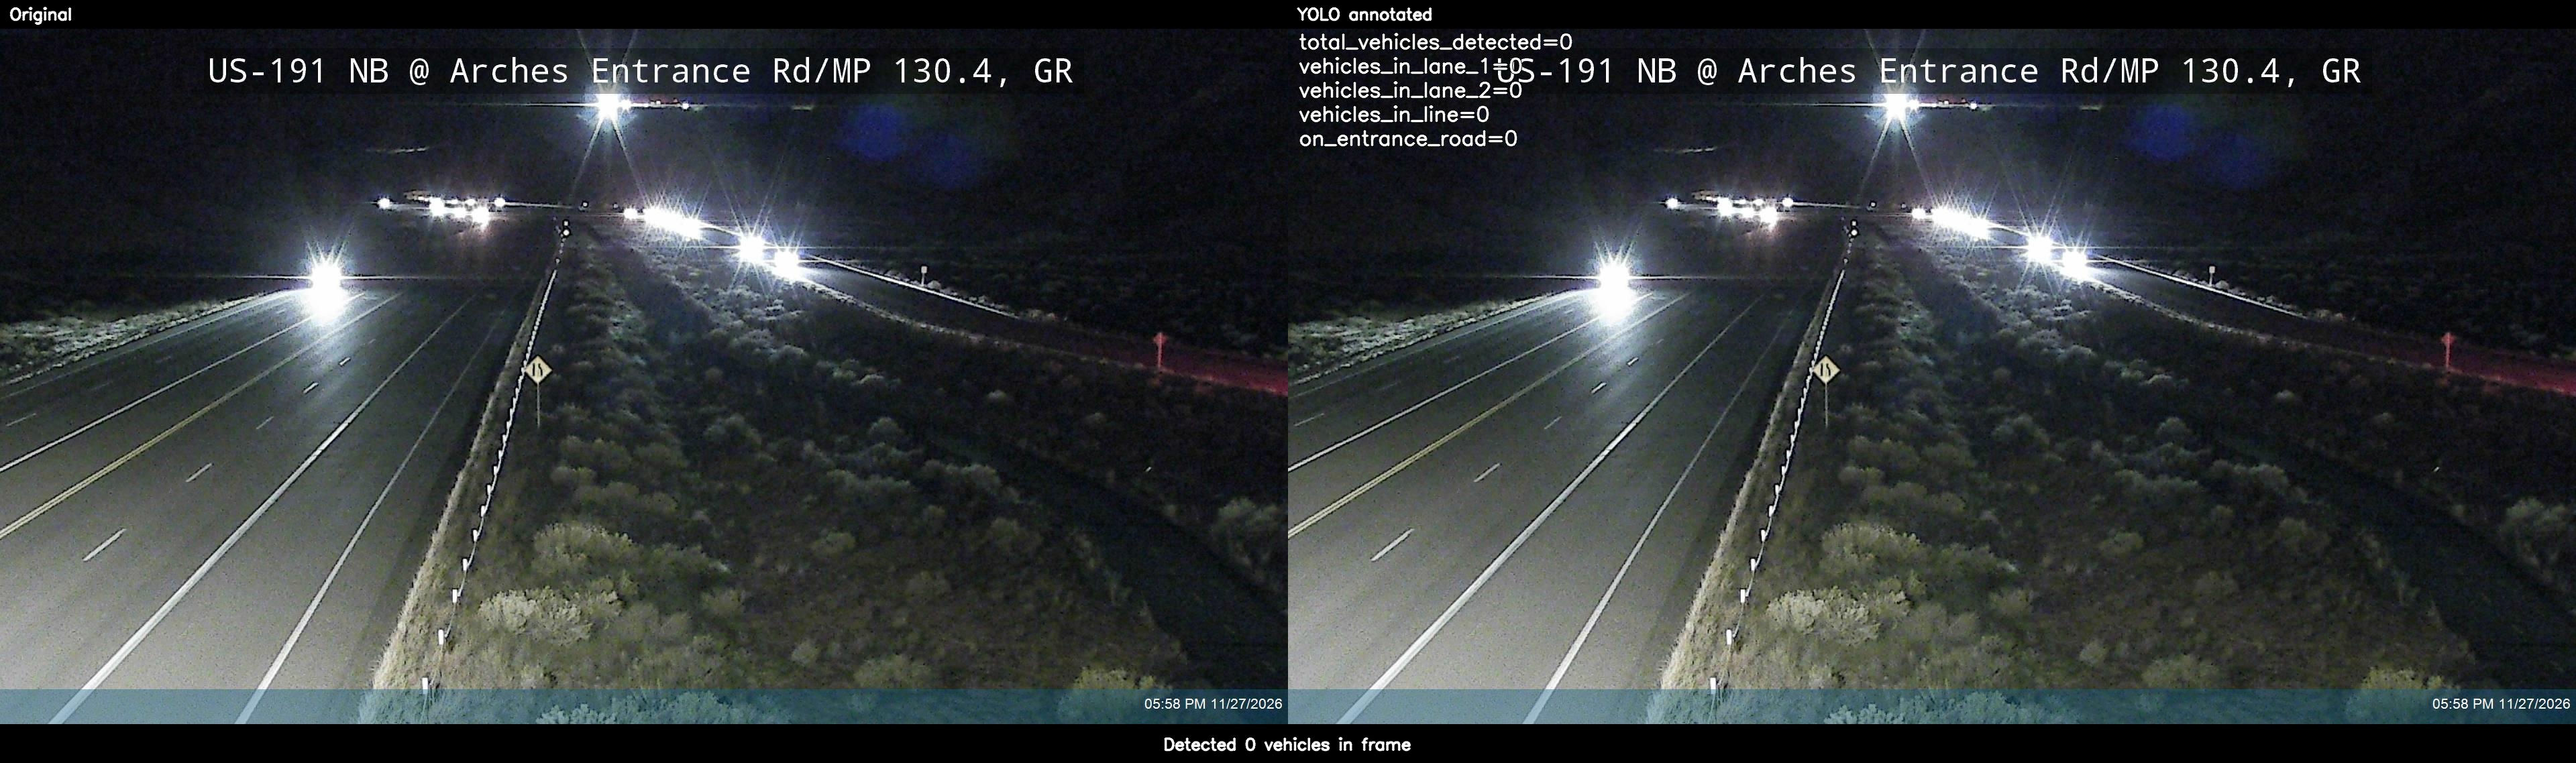 Original
US-191 NB @ Arches Entrance Rd/MP 130.4, GR
05:58 PM 11/27/2026
YOLO annotated
total_vehicles_detected=0
vehicles_in_lane_1=0
US-191 NB @ Arches Entrance Rd/MP 130.4, GR
vehicles_in_lane_2=0
vehicles_in_line=0
on_entrance_road=0
05:58 PM 11/27/2026
Detected 0 vehicles in frame